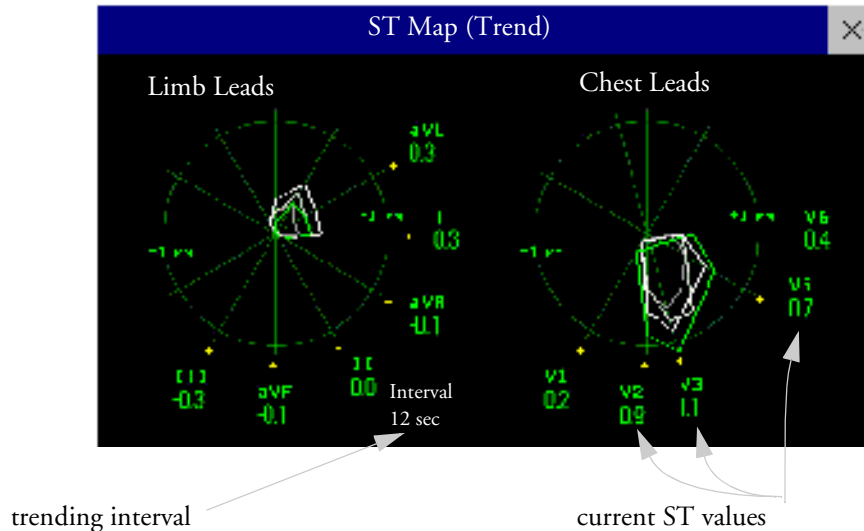 ST Map (Trend)
Limb Leads
Chest Leads
aVL
0.3
I
0.3
aVR
-0.1
II
0.0
aVF
-0.1
III
-0.3
Interval
12 sec
V6
0.4
V5
0.7
V3
1.1
V2
0.9
V1
0.2
trending interval
current ST values